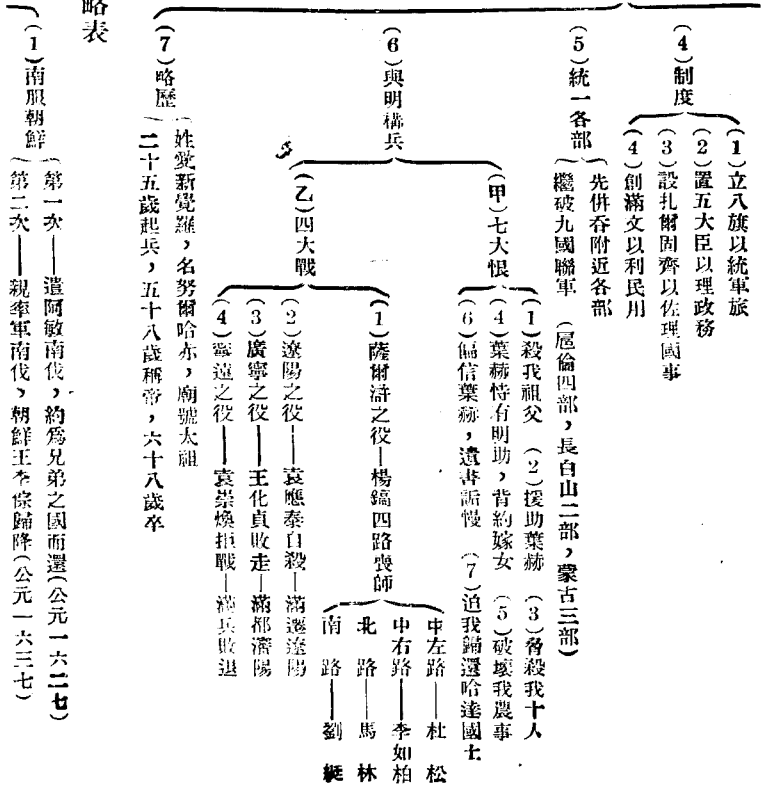 (4)制度
(1)立八旗以統軍旅
(2)置五大臣以理政務
(3)設扎爾固齊以佐理國事
(4)創滿文以利民用
(5)統一各部
先併吞附近各部
繼破九國聯軍(扈倫四部,長白山二部,蒙古三部)
(6)與明構兵
(甲)七大恨
(1)殺我祖父 (2)援助葉赫 (3)脅殺我十人
(4)葉赫恃有明助,背約嫁女 (5)破壞我農事
(6)偏信葉赫,遺書詬慢 (7)迫我歸還哈達國土
(乙)四大戰
(1)薩爾滸之役—楊鎬四路喪師
中左路——杜松
中右路——李如柏
北路——馬林
南路——劉綎
(2)遼陽之役——袁應泰自殺—滿遷遼陽
(3)廣寧之役——王化貞敗走—滿都瀋陽
(4)寧遠之役——袁崇煥拒戰—滿兵敗退
(7)略歷
姓愛新覺羅,名努爾哈赤,廟號太祖
二十五歲起兵,五十八歲稱帝,六十八歲卒
略表
(1)南服朝鮮
第一次——遣阿敏南伐,約爲兄弟之國而還(公元一六二七)
第二次——親率軍南伐,朝鮮王李倧歸降(公元一六三七)